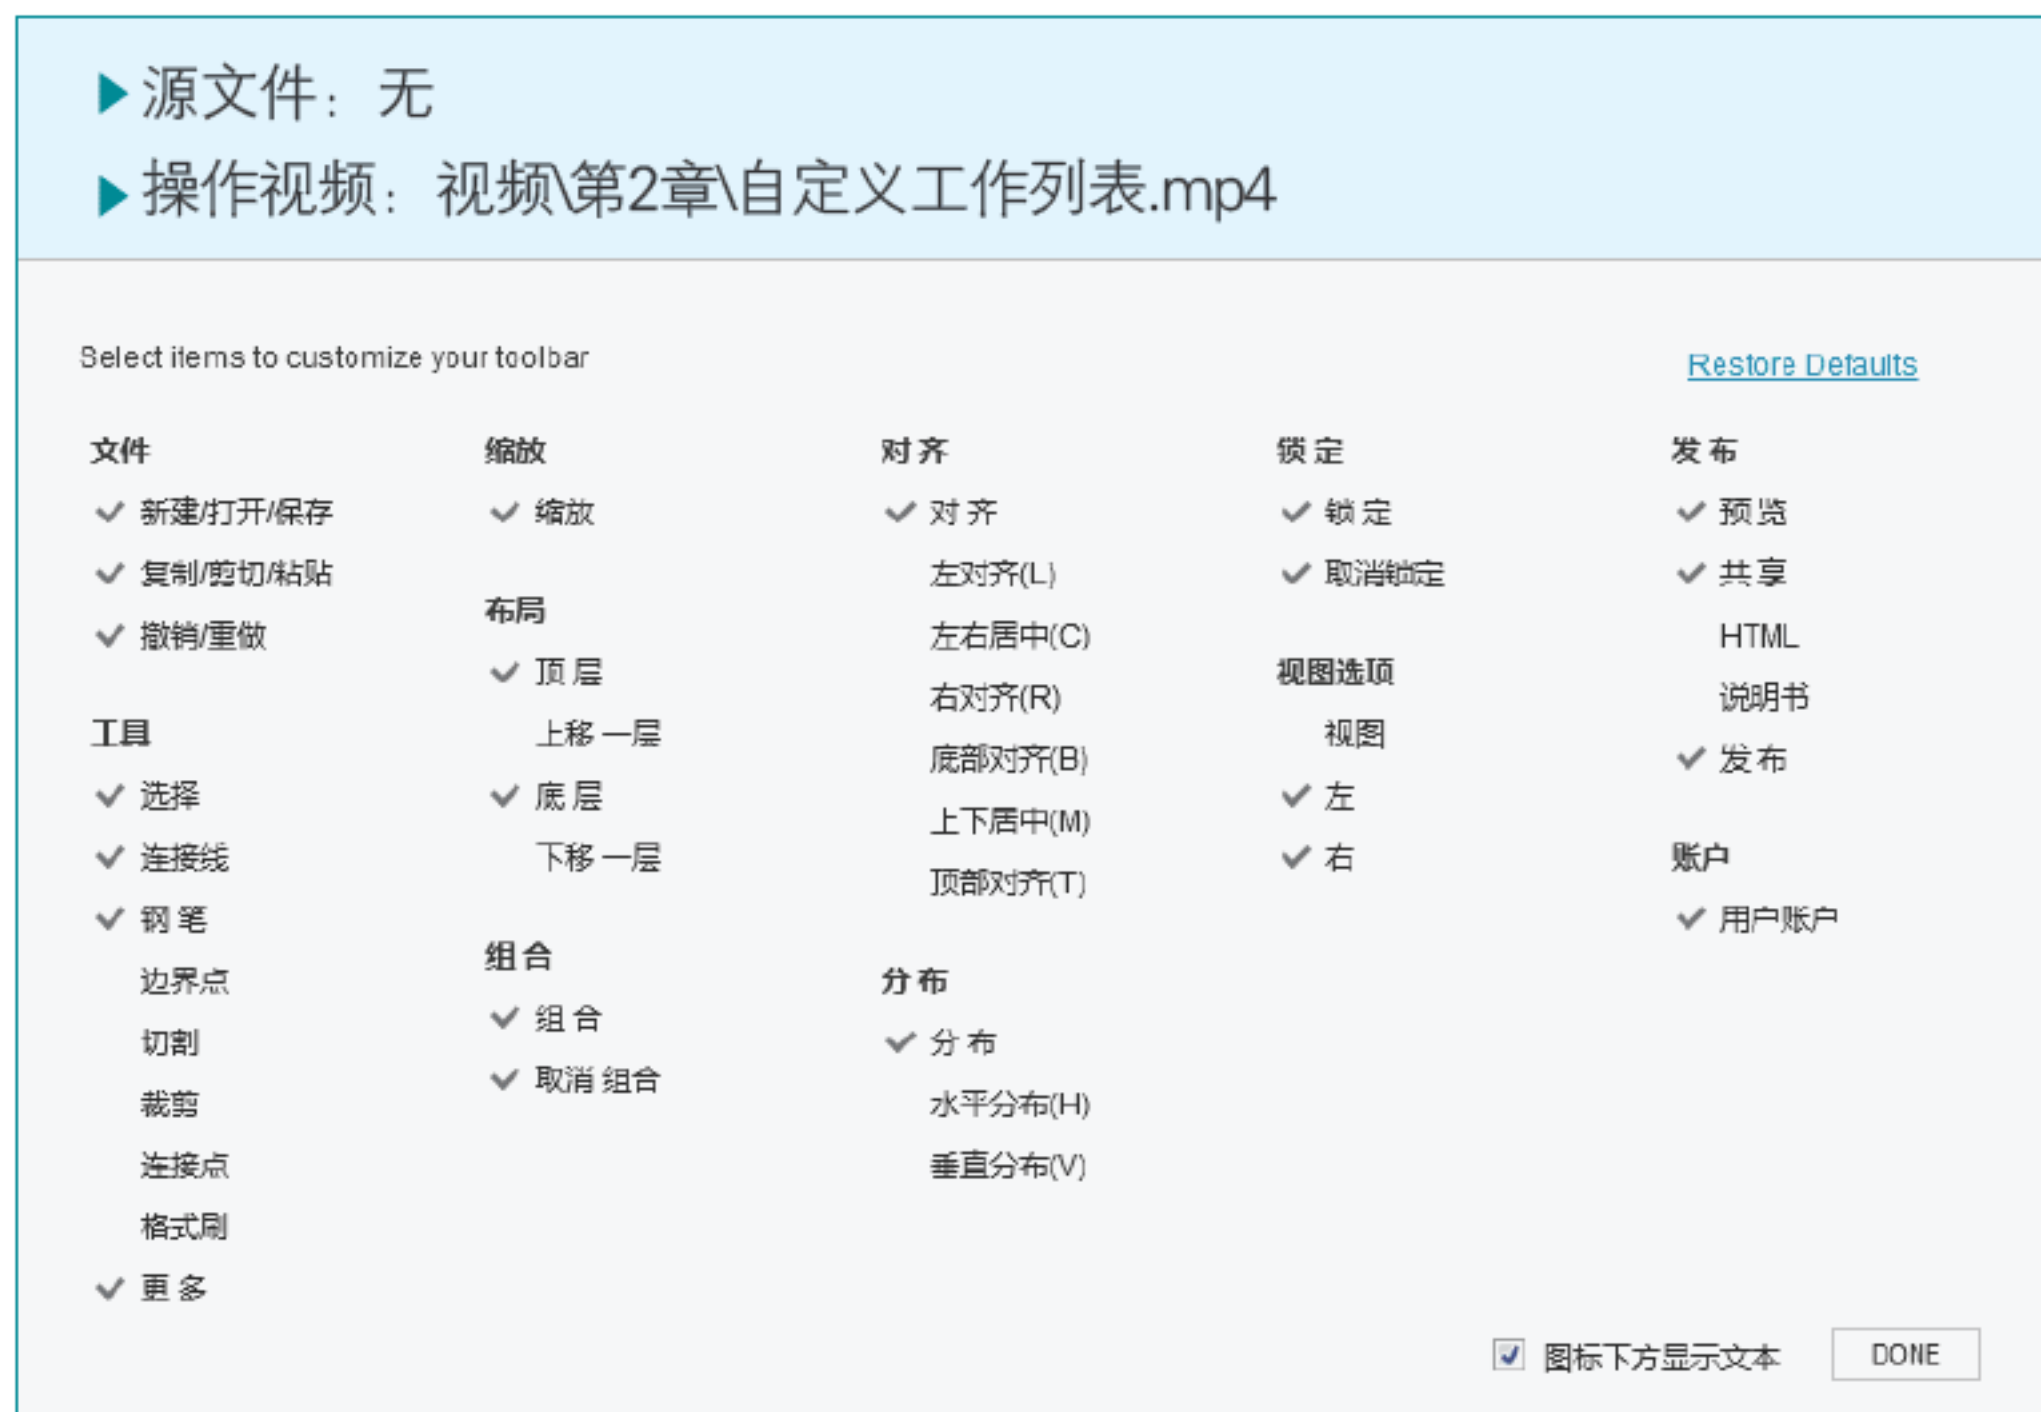 源文件：无
操作视频：视频\第2章\自定义工作列表.mp4
Select items to customize your toolbar
Restore Defaults
文件
新建/打开/保存
复制/剪切/粘贴
撤销/重做
工具
选择
连接线
钢笔
边界点
切割
裁剪
连接点
格式刷
更多
缩放
缩放
布局
顶层
上移一层
底层
下移一层
组合
组合
取消组合
对齐
对齐
左对齐(L)
左右居中(C)
右对齐(R)
底部对齐(B)
上下居中(M)
顶部对齐(T)
分布
分布
水平分布(H)
垂直分布(V)
锁定
锁定
取消锁定
视图选项
视图
左
右
发布
预览
共享
HTML
说明书
发布
账户
用户账户
图标下方显示文本
DONE